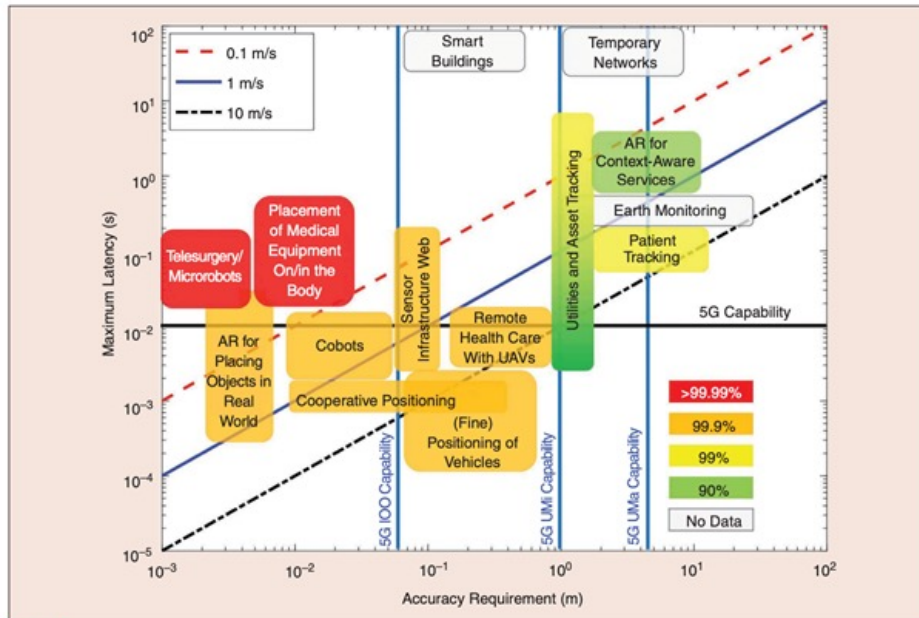 0.1 m/s
1 m/s
10 m/s
Smart
Buildings
Temporary
Networks
10²
10¹
10⁰
10⁻¹
10⁻²
10⁻³
10⁻⁴
10⁻⁵
Maximum Latency (s)
Telesurgery/
Microrobots
Placement
of Medical
Equipment
On/in the
Body
AR for
Placing
Objects in
Real
World
Cobots
Sensor
Infrastructure Web
Remote
Health Care
With UAVs
Cooperative Positioning
(Fine)
Positioning of
Vehicles
Utilities and Asset Tracking
AR for
Context-Aware
Services
Earth Monitoring
Patient
Tracking
5G Capability
>99.99%
99.9%
99%
90%
No Data
5G IOO Capability
5G UMi Capability
5G UMa Capability
10⁻³
10⁻²
10⁻¹
10⁰
10¹
10²
Accuracy Requirement (m)